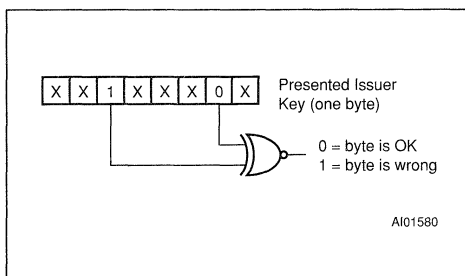 X X 1 X X X 0 X
Presented Issuer
Key (one byte)
0 = byte is OK
1 = byte is wrong
AI01580